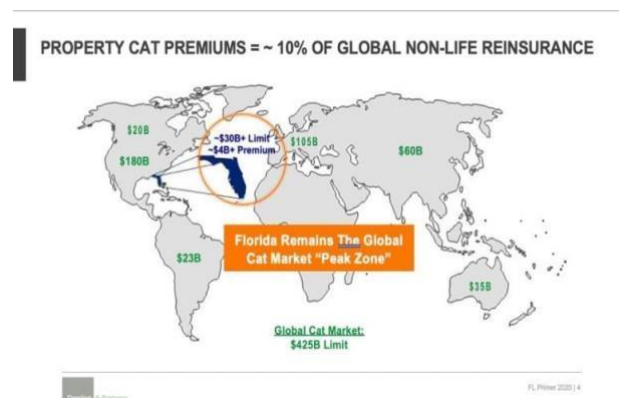 PROPERTY CAT PREMIUMS = ~ 10% OF GLOBAL NON-LIFE REINSURANCE
$20B
~$30B+ Limit
~$4B+ Premium
$105B
$180B
$60B
Florida Remains The Global
Cat Market "Peak Zone"
$23B
$35B
Global Cat Market:
$425B Limit
FL Primer 2020 | 4